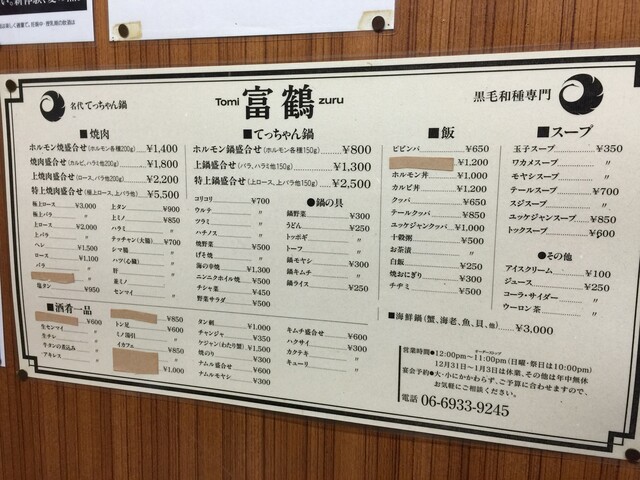 名代 てっちゃん鍋
Tomi 富鶴 zuru
黒毛和種専門
■焼肉
ホルモン焼盛合せ(ホルモン各種200g) ¥1,400
焼肉盛合せ(カルビ、ハラミ他200g) ¥1,800
上焼肉盛合せ(ロース、上バラ他200g) ¥2,200
特上焼肉盛合せ(極上ロース、上バラ他) ¥5,500
極上ロース ¥3,000
極上バラ 〃
上ロース ¥2,000
上バラ 〃
ヘレ ¥1,500
ロース ¥1,100
バラ 〃
塩タン ¥950
上タン ¥900
上ミノ ¥850
ハラミ 〃
テッチャン(大腸) ¥700
シマ腸 〃
ハツ(心臓) 〃
肝 〃
赤ミノ 〃
センマイ 〃
コリコリ ¥700
ウルテ 〃
ツラミ 〃
ハチノス 〃
焼野菜 ¥500
げそ焼 〃
海の幸焼 ¥1,300
ニンニクホイル焼 ¥500
チシャ菜 ¥450
野菜サラダ ¥500
■てっちゃん鍋
ホルモン鍋盛合せ(ホルモン各種150g) ¥800
上鍋盛合せ(バラ、ハラミ他150g) ¥1,300
特上鍋盛合せ(上ロース、上バラ他150g) ¥2,500
●鍋の具
鍋野菜 ¥300
うどん ¥250
トッポギ 〃
トーフ 〃
鍋モヤシ ¥300
鍋キムチ 〃
鍋ライス ¥250
■飯
ビビンバ ¥650
¥1,200
ホルモン丼 ¥1,000
カルビ丼 ¥1,200
クッパ ¥650
テールクッパ ¥850
ユッケジャンクッパ ¥1,000
十穀粥 ¥500
お茶漬 〃
白飯 ¥250
焼おにぎり ¥300
チヂミ ¥500
■スープ
玉子スープ ¥350
ワカメスープ 〃
モヤシスープ 〃
テールスープ ¥700
スジスープ 〃
ユッケジャンスープ ¥850
トックスープ ¥600
●その他
アイスクリーム ¥100
ジュース ¥250
コーラ・サイダー 〃
ウーロン茶 〃
■海鮮鍋(蟹、海老、魚、貝、他) ¥3,000
■酒肴一品
¥600
生センマイ 〃
生チシ 〃
牛タンの煮込み 〃
アキレス 〃
¥850
トン足 〃
ミノ湯引 〃
イカフェ ¥850
¥1,000
タン刺 ¥1,000
チャンジャ ¥350
ケジャン(わたり蟹) ¥1,500
焼のり ¥300
ナムル盛合せ ¥600
ナムルモヤシ ¥300
キムチ盛合せ ¥600
ハクサイ ¥300
カクテキ 〃
キューリ 〃
オーダーストップ
営業時間●12:00pm〜11:00pm(日曜・祭日は10:00pm)
12月31日〜1月3日は休業、その他は年中無休
宴会予約●大・小にかかわらず、ご予算に合わせますので、
お気軽にご相談ください。
電話 06-6933-9245